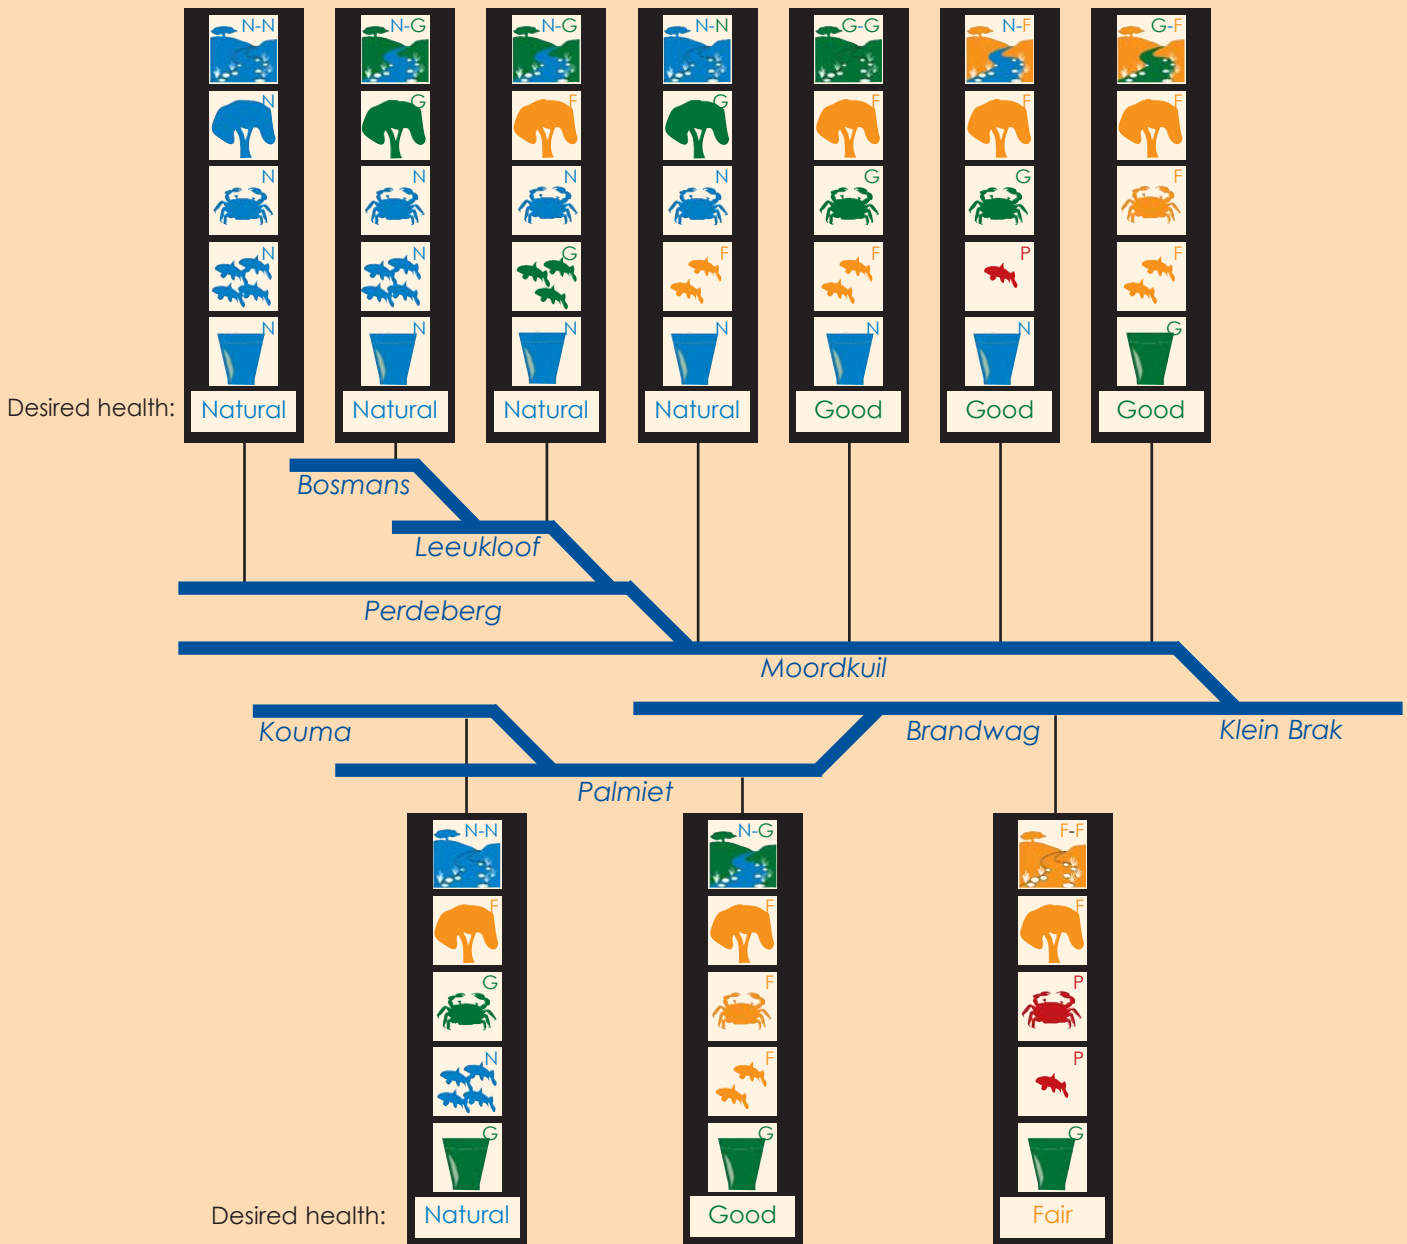 N-N N-G N-G N-N G-G N-F G-F
N G F G F F F
N N N N G G F
N N G F F P F
N N N N N N G
Desired health: Natural Natural Natural Natural Good Good Good
Bosmans
Leeukloof
Perdeberg
Moordkuil
Kouma Brandwag Klein Brak
Palmiet
N-N N-G F-F
F F F
G F P
N F P
G G G
Desired health: Natural Good Fair